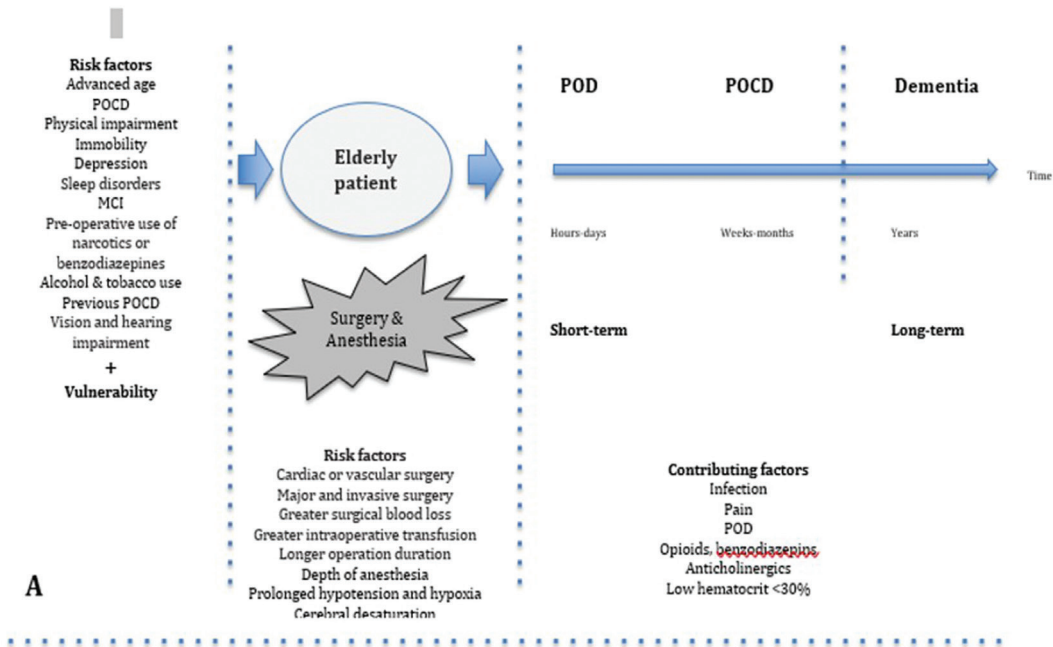 Risk factors
Advanced age
POCD
Physical impairment
Immobility
Depression
Sleep disorders
MCI
Pre-operative use of
narcotics or
benzodiazepines
Alcohol & tobacco use
Previous POCD
Vision and hearing
impairment
+
Vulnerability
Elderly
patient
Surgery &
Anesthesia
Risk factors
Cardiac or vascular surgery
Major and invasive surgery
Greater surgical blood loss
Greater intraoperative transfusion
Longer operation duration
Depth of anesthesia
Prolonged hypotension and hypoxia
Cerebral desaturation
POD
POCD
Dementia
Time
Hours-days
Weeks-months
Years
Short-term
Long-term
Contributing factors
Infection
Pain
POD
Opioids, benzodiazepins
Anticholinergics
Low hematocrit <30%
A